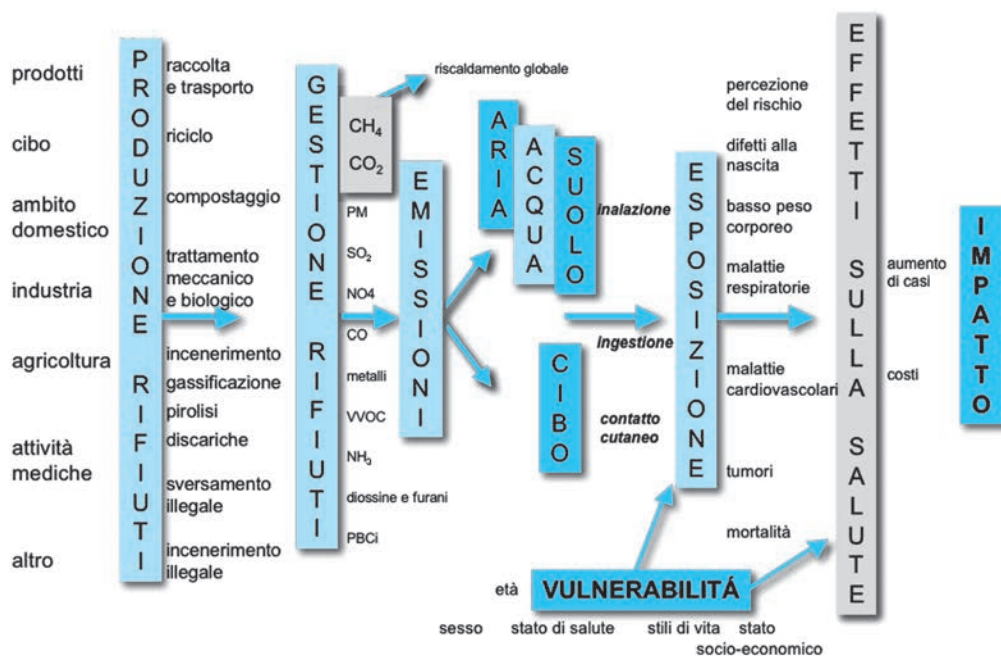 prodotti
cibo
ambito
domestico
industria
agricoltura
attività
mediche
altro
PRODUZIONE RIFIUTI
raccolta
e trasporto
riciclo
compostaggio
trattamento
meccanico
e biologico
incenerimento
gassificazione
pirolisi
discariche
sversamento
illegale
incenerimento
illegale
GESTIONE RIFIUTI
riscaldamento globale
CH₄
CO₂
PM
SO₂
NO4
CO
metalli
VVOC
NH₃
diossine e furani
PBCi
EMISSIONI
ARIA
ACQUA
SUOLO
CIBO
inalazione
ingestione
contatto
cutaneo
ESPOSIZIONE
percezione
del rischio
difetti alla
nascita
basso peso
corporeo
malattie
respiratorie
malattie
cardiovascolari
tumori
mortalità
EFFETTI SULLA SALUTE
aumento
di casi
costi
IMPATTO
età
VULNERABILITÁ
sesso stato di salute stili di vita stato
socio-economico